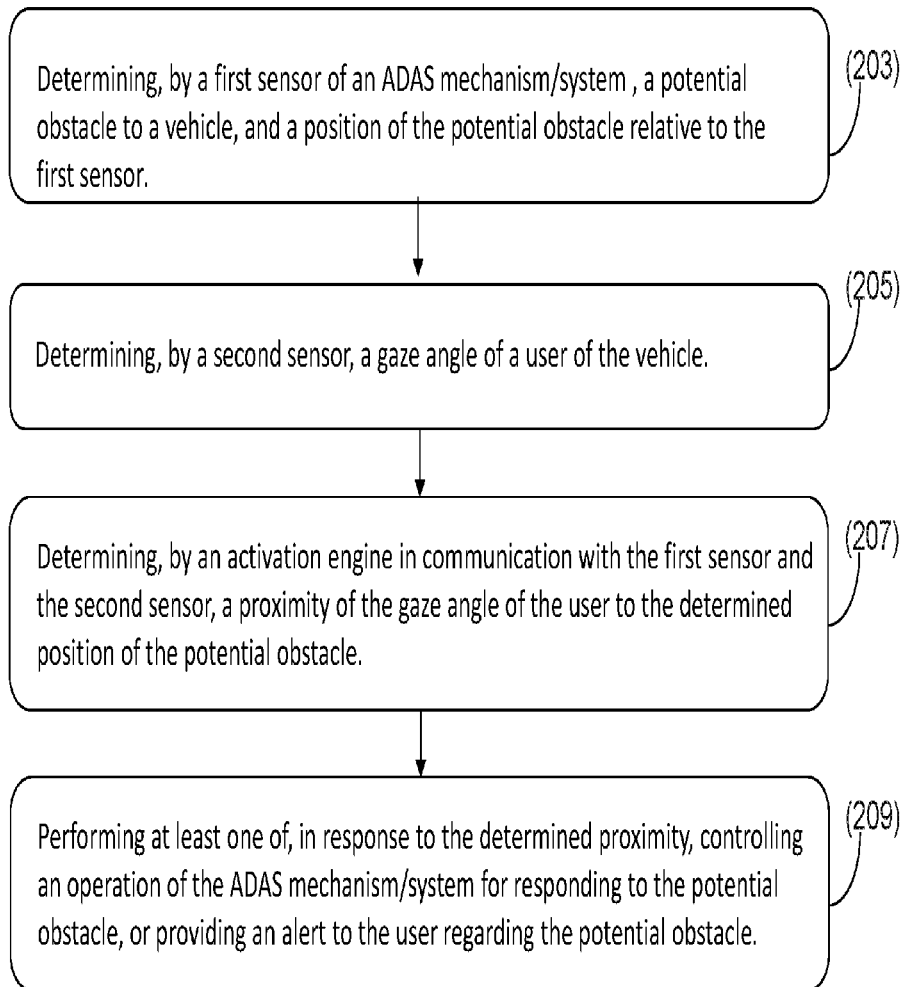 Determining, by a first sensor of an ADAS mechanism/system , a potential
obstacle to a vehicle, and a position of the potential obstacle relative to the
first sensor.
(203)
Determining, by a second sensor, a gaze angle of a user of the vehicle.
(205)
Determining, by an activation engine in communication with the first sensor and
the second sensor, a proximity of the gaze angle of the user to the determined
position of the potential obstacle.
(207)
Performing at least one of, in response to the determined proximity, controlling
an operation of the ADAS mechanism/system for responding to the potential
obstacle, or providing an alert to the user regarding the potential obstacle.
(209)